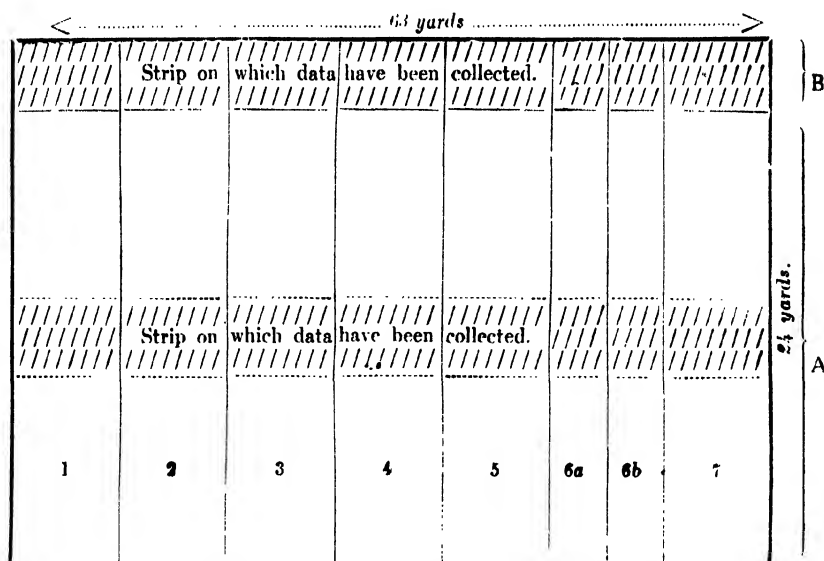 63 yards
Strip on which data have been collected.
B
24 yards.
Strip on which data have been collected.
A
1 2 3 4 5 6a 6b 7